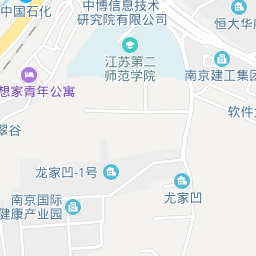 中国石化
中博信息技术
研究院有限公司
恒大华府
江苏第二
师范学院
南京建工集团
想家青年公寓
软件
翠谷
龙家凹-1号
尤家凹
南京国际
健康产业园